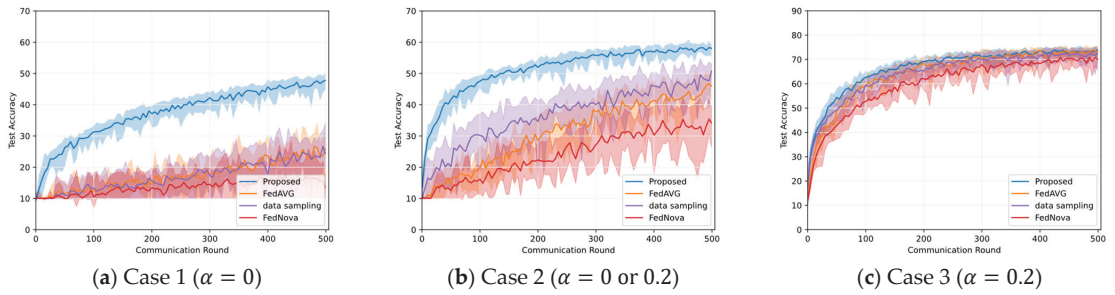 70
60
50
40
30
20
10
0
Test Accuracy
0 100 200 300 400 500
Communication Round
Proposed
FedAVG
data sampling
FedNova
(a) Case 1 (α = 0)
70
60
50
40
30
20
10
0
Test Accuracy
0 100 200 300 400 500
Communication Round
Proposed
FedAVG
data sampling
FedNova
(b) Case 2 (α = 0 or 0.2)
90
80
70
60
50
40
30
20
10
0
Test Accuracy
0 100 200 300 400 500
Communication Round
Proposed
FedAVG
data sampling
FedNova
(c) Case 3 (α = 0.2)